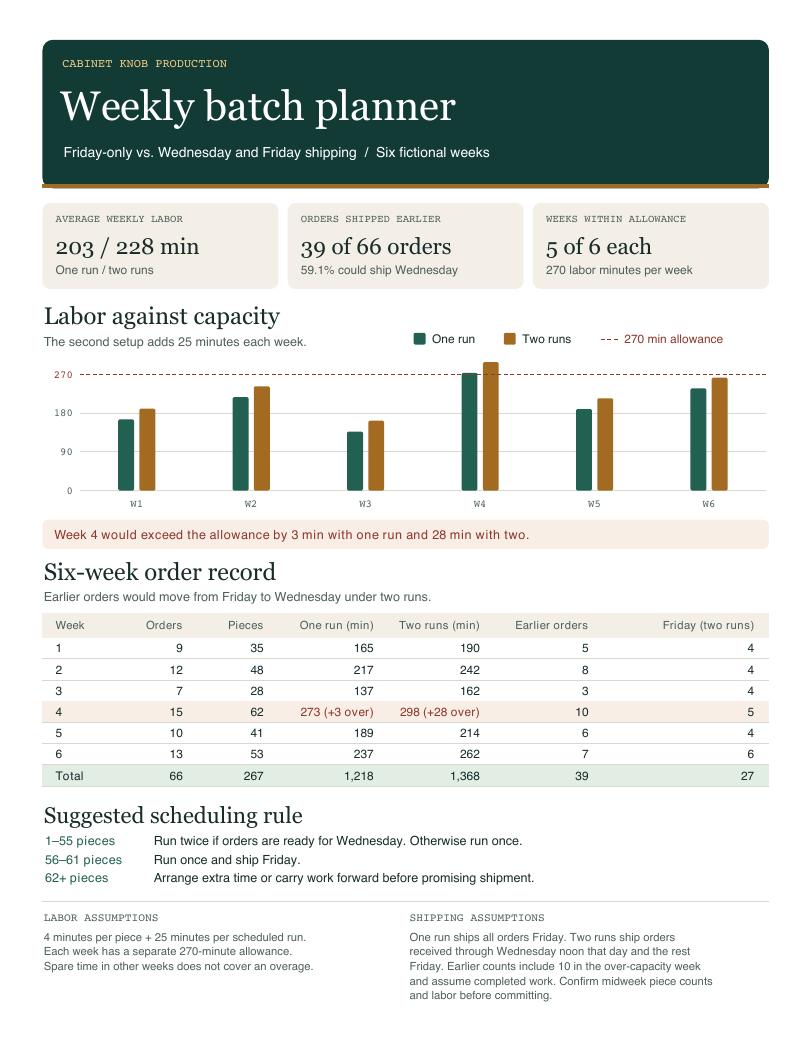 CABINET KNOB PRODUCTION
Weekly batch planner
Friday-only vs. Wednesday and Friday shipping / Six fictional weeks
AVERAGE WEEKLY LABOR
203 / 228 min
One run / two runs
ORDERS SHIPPED EARLIER
39 of 66 orders
59.1% could ship Wednesday
WEEKS WITHIN ALLOWANCE
5 of 6 each
270 labor minutes per week
Labor against capacity
The second setup adds 25 minutes each week.
One run Two runs 270 min allowance
270
180
90
0
W1 W2 W3 W4 W5 W6
Week 4 would exceed the allowance by 3 min with one run and 28 min with two.
Six-week order record
Earlier orders would move from Friday to Wednesday under two runs.
Week Orders Pieces One run (min) Two runs (min) Earlier orders Friday (two runs)
1 9 35 165 190 5 4
2 12 48 217 242 8 4
3 7 28 137 162 3 4
4 15 62 273 (+3 over) 298 (+28 over) 10 5
5 10 41 189 214 6 4
6 13 53 237 262 7 6
Total 66 267 1,218 1,368 39 27
Suggested scheduling rule
1–55 pieces Run twice if orders are ready for Wednesday. Otherwise run once.
56–61 pieces Run once and ship Friday.
62+ pieces Arrange extra time or carry work forward before promising shipment.
LABOR ASSUMPTIONS
4 minutes per piece + 25 minutes per scheduled run.
Each week has a separate 270-minute allowance.
Spare time in other weeks does not cover an overage.
SHIPPING ASSUMPTIONS
One run ships all orders Friday. Two runs ship orders
received through Wednesday noon that day and the rest
Friday. Earlier counts include 10 in the over-capacity week
and assume completed work. Confirm midweek piece counts
and labor before committing.